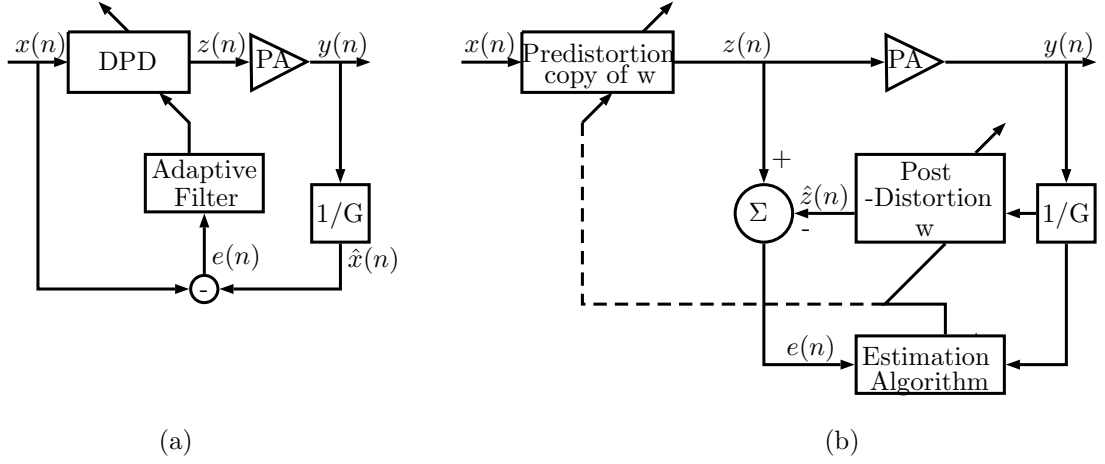 x(n)
DPD
z(n)
PA
y(n)
Adaptive
Filter
1/G
e(n)
x̂(n)
-
(a)
x(n)
Predistortion
copy of w
z(n)
PA
y(n)
+
Σ
ẑ(n)
-
Post
-Distortion
w
1/G
e(n)
Estimation
Algorithm
(b)